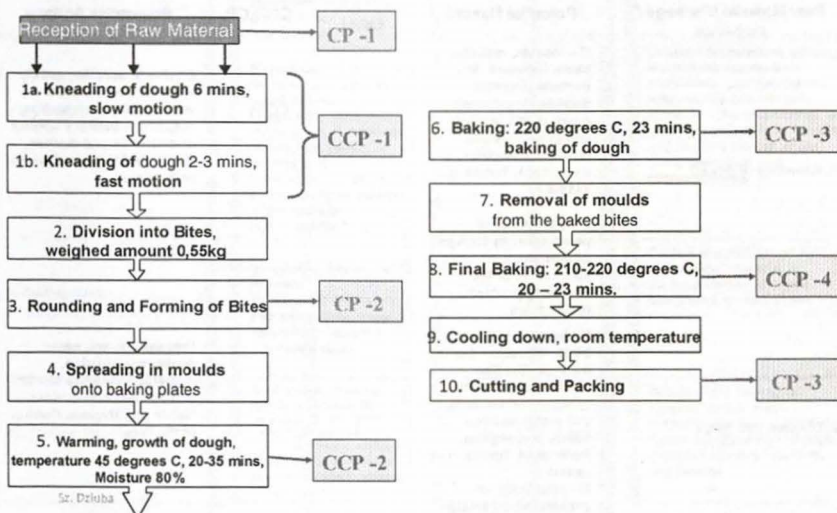 Reception of Raw Material
CP -1
1a. Kneading of dough 6 mins,
slow motion
CCP -1
1b. Kneading of dough 2-3 mins,
fast motion
2. Division into Bites,
weighed amount 0,55kg
3. Rounding and Forming of Bites
CP -2
4. Spreading in moulds
onto baking plates
5. Warming, growth of dough,
temperature 45 degrees C, 20-35 mins,
Moisture 80%
CCP -2
Sz. Dziuba
6. Baking: 220 degrees C, 23 mins,
baking of dough
CCP -3
7. Removal of moulds
from the baked bites
8. Final Baking: 210-220 degrees C,
20 – 23 mins.
CCP -4
9. Cooling down, room temperature
10. Cutting and Packing
CP -3